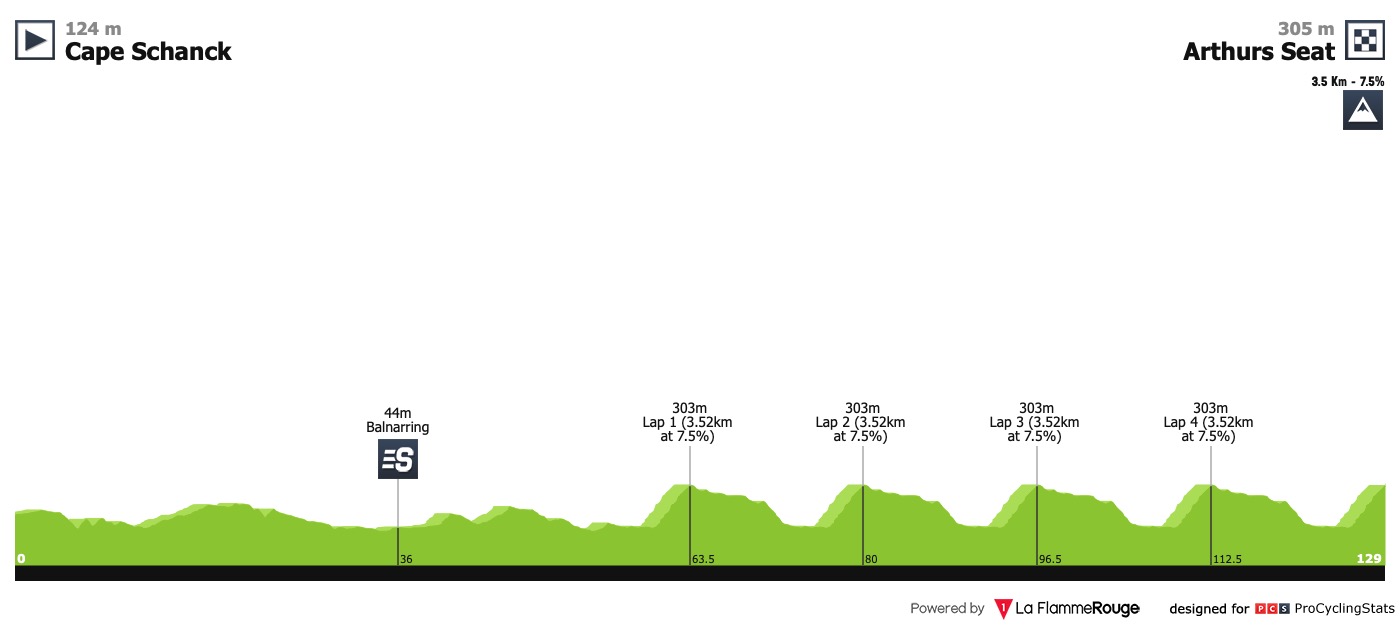 124 m
Cape Schanck
305 m
Arthurs Seat
3.5 Km - 7.5%
44m
Balnarring
S
303m
Lap 1 (3.52km
at 7.5%)
303m
Lap 2 (3.52km
at 7.5%)
303m
Lap 3 (3.52km
at 7.5%)
303m
Lap 4 (3.52km
at 7.5%)
0
36
63.5
80
96.5
112.5
129
Powered by 1 La FlammeRouge designed for PCS ProCyclingStats